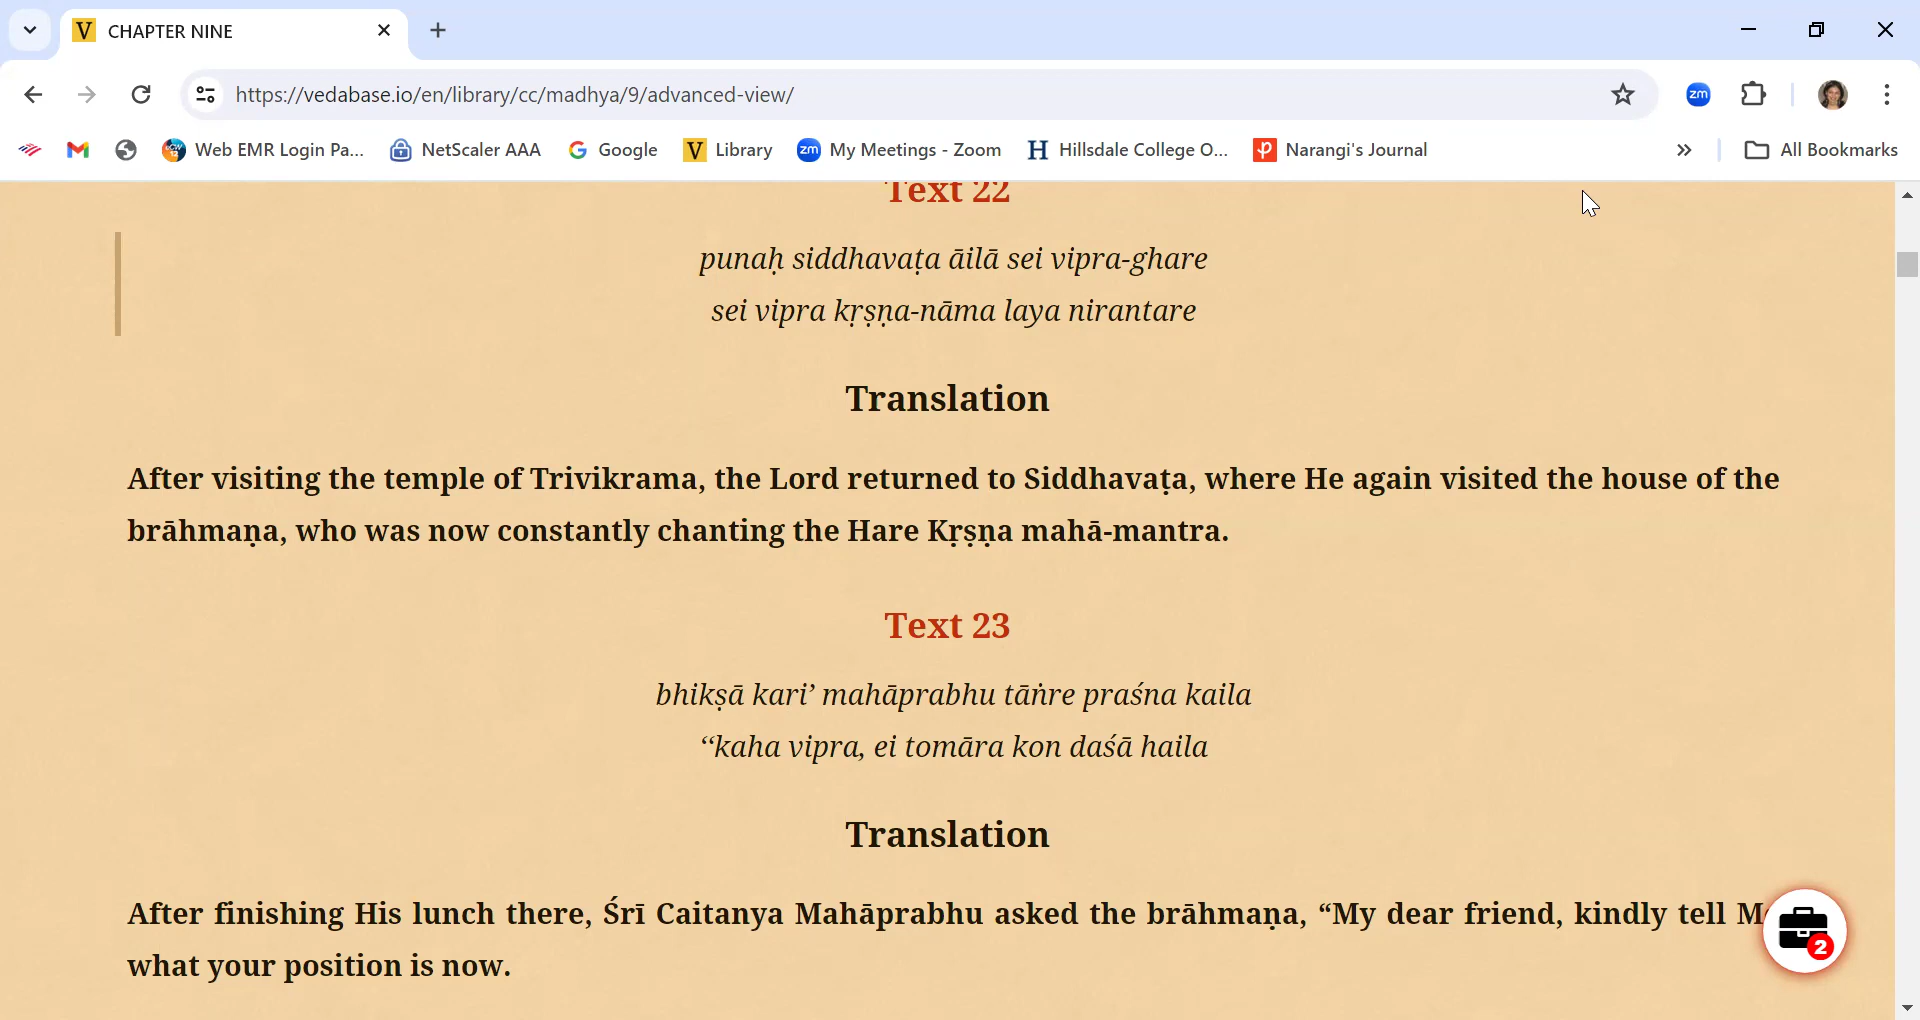 CHAPTER NINE
https://vedabase.io/en/library/cc/madhya/9/advanced-view/
zm
Web EMR Login Pa... NetScaler AAA Google Library My Meetings - Zoom Hillsdale College O... Narangi's Journal » All Bookmarks
Text 22
punaḥ siddhavaṭa āilā sei vipra-ghare
sei vipra kṛṣṇa-nāma laya nirantare
Translation
After visiting the temple of Trivikrama, the Lord returned to Siddhavaṭa, where He again visited the house of the
brāhmaṇa, who was now constantly chanting the Hare Kṛṣṇa mahā-mantra.
Text 23
bhikṣā kari’ mahāprabhu tāṅre praśna kaila
“kaha vipra, ei tomāra kon daśā haila
Translation
After finishing His lunch there, Śrī Caitanya Mahāprabhu asked the brāhmaṇa, “My dear friend, kindly tell
what your position is now.
2